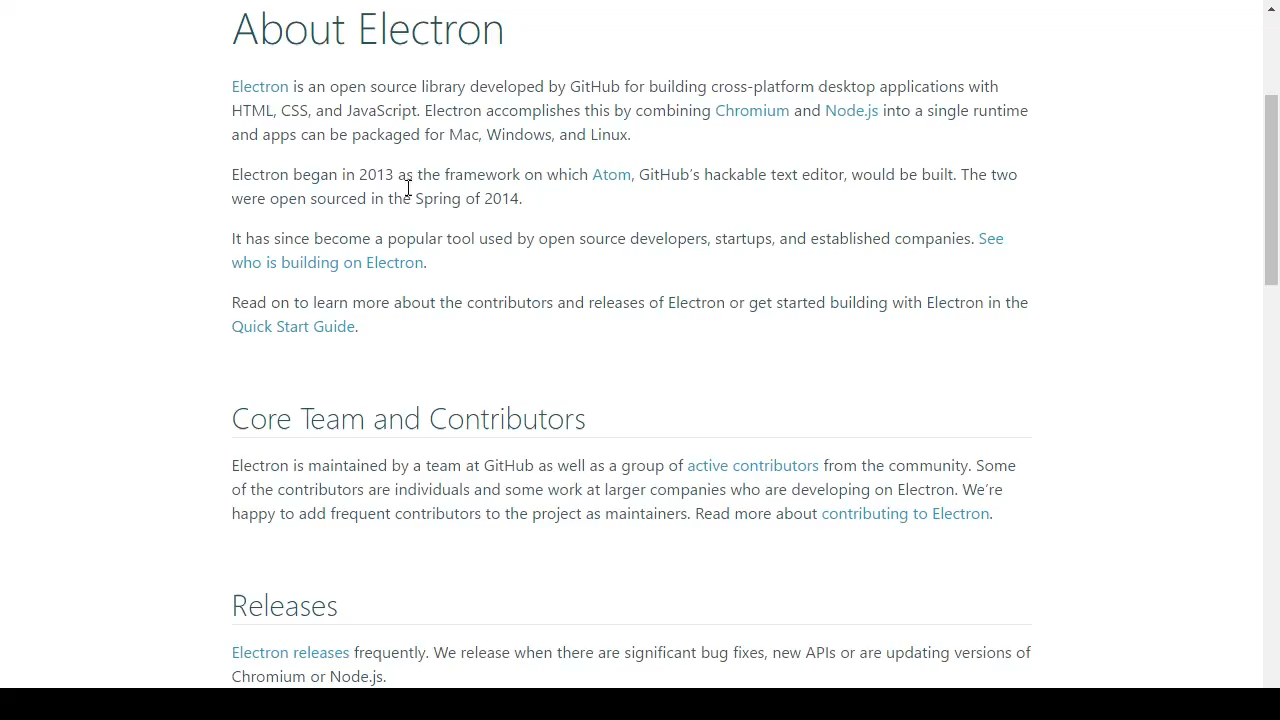 About Electron
Electron is an open source library developed by GitHub for building cross-platform desktop applications with
HTML, CSS, and JavaScript. Electron accomplishes this by combining Chromium and Node.js into a single runtime
and apps can be packaged for Mac, Windows, and Linux.
Electron began in 2013 as the framework on which Atom, GitHub's hackable text editor, would be built. The two
were open sourced in the Spring of 2014.
It has since become a popular tool used by open source developers, startups, and established companies. See
who is building on Electron.
Read on to learn more about the contributors and releases of Electron or get started building with Electron in the
Quick Start Guide.
Core Team and Contributors
Electron is maintained by a team at GitHub as well as a group of active contributors from the community. Some
of the contributors are individuals and some work at larger companies who are developing on Electron. We're
happy to add frequent contributors to the project as maintainers. Read more about contributing to Electron.
Releases
Electron releases frequently. We release when there are significant bug fixes, new APIs or are updating versions of
Chromium or Node.js.